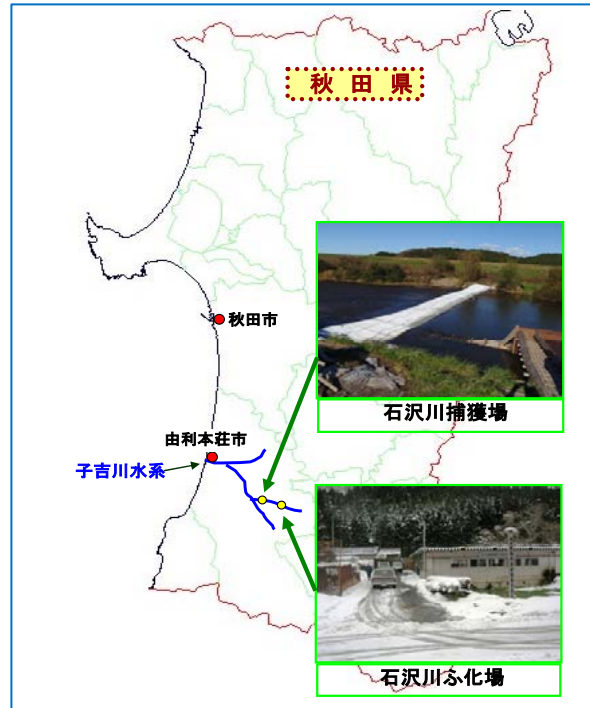 秋田県
秋田市
石沢川捕獲場
由利本荘市
子吉川水系
石沢川ふ化場